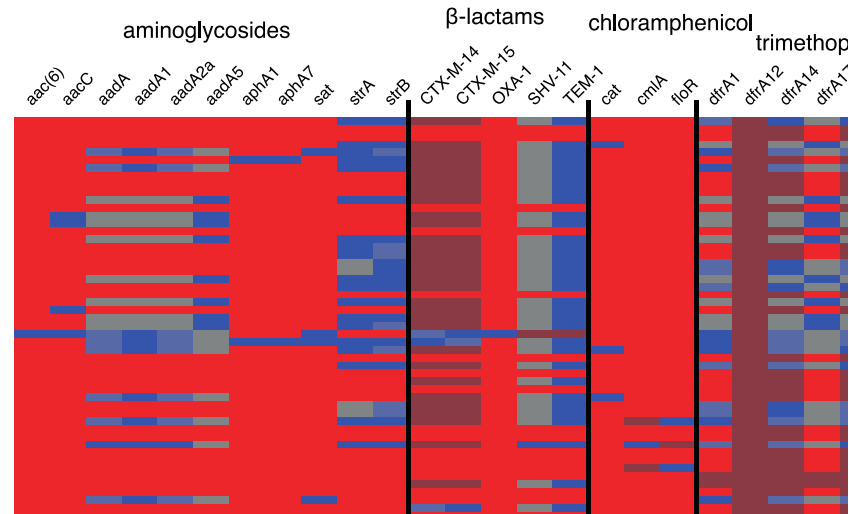 aminoglycosides
β-lactams
chloramphenicol
trimethop
aac(6)
aacC
aadA
aadA1
aadA2a
aadA5
aphA1
aphA7
sat
strA
strB
CTX-M-14
CTX-M-15
OXA-1
SHV-11
TEM-1
cat
cmlA
floR
dfrA1
dfrA12
dfrA14
dfrA17